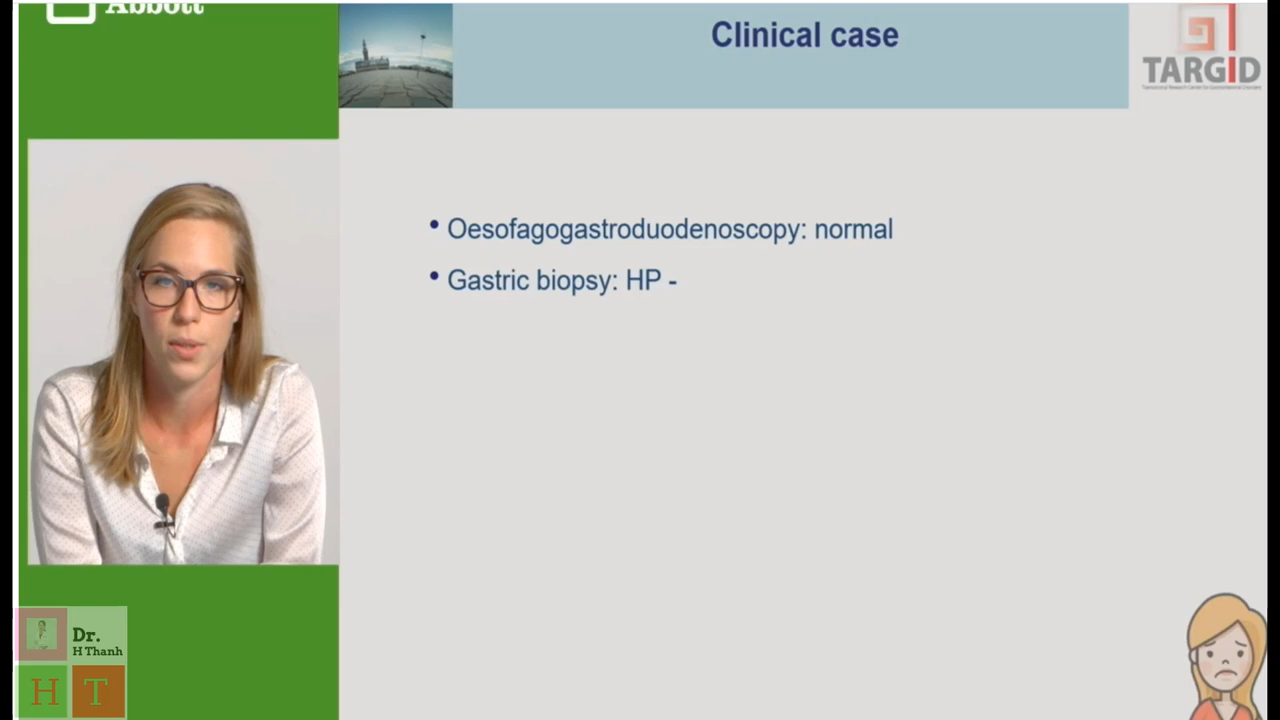 Abbott
Clinical case
TARGID
• Oesofagogastroduodenoscopy: normal
• Gastric biopsy: HP -
Dr.
H Thanh
H T